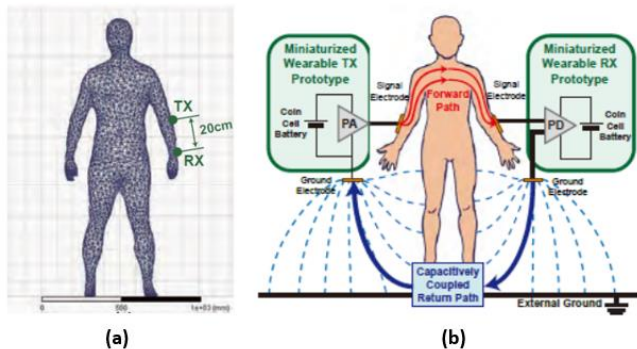 TX
20cm
RX
0
500
1e+03 (mm)
(a)
Miniaturized
Wearable TX
Prototype
Coin
Cell
Battery
PA
Signal
Electrode
Forward
Path
Signal
Electrode
Miniaturized
Wearable RX
Prototype
PD
Coin
Cell
Battery
Ground
Electrode
Ground
Electrode
Capacitively
Coupled
Return Path
External Ground
(b)